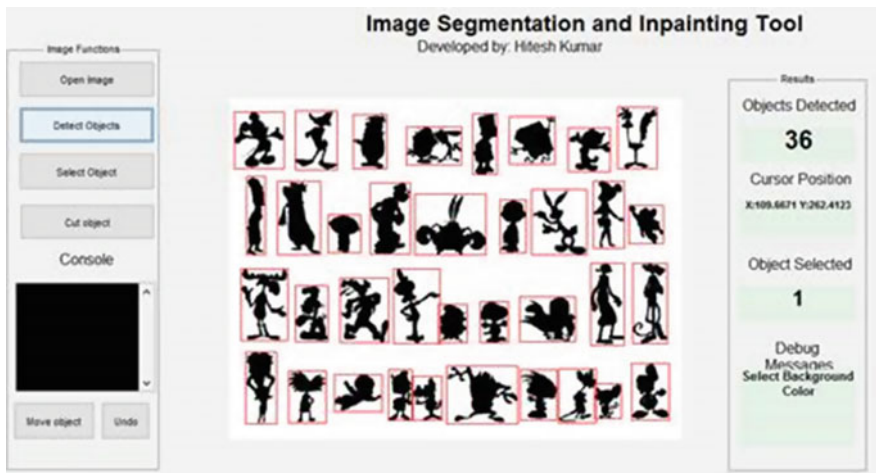 Image Segmentation and Inpainting Tool
Developed by: Hitesh Kumar
Image Functions
Open Image
Detect Objects
Select Object
Cut object
Console
Move object
Undo
Results
Objects Detected
36
Cursor Position
X:109.6671 Y:262.4123
Object Selected
1
Debug
Messages
Select Background
Color